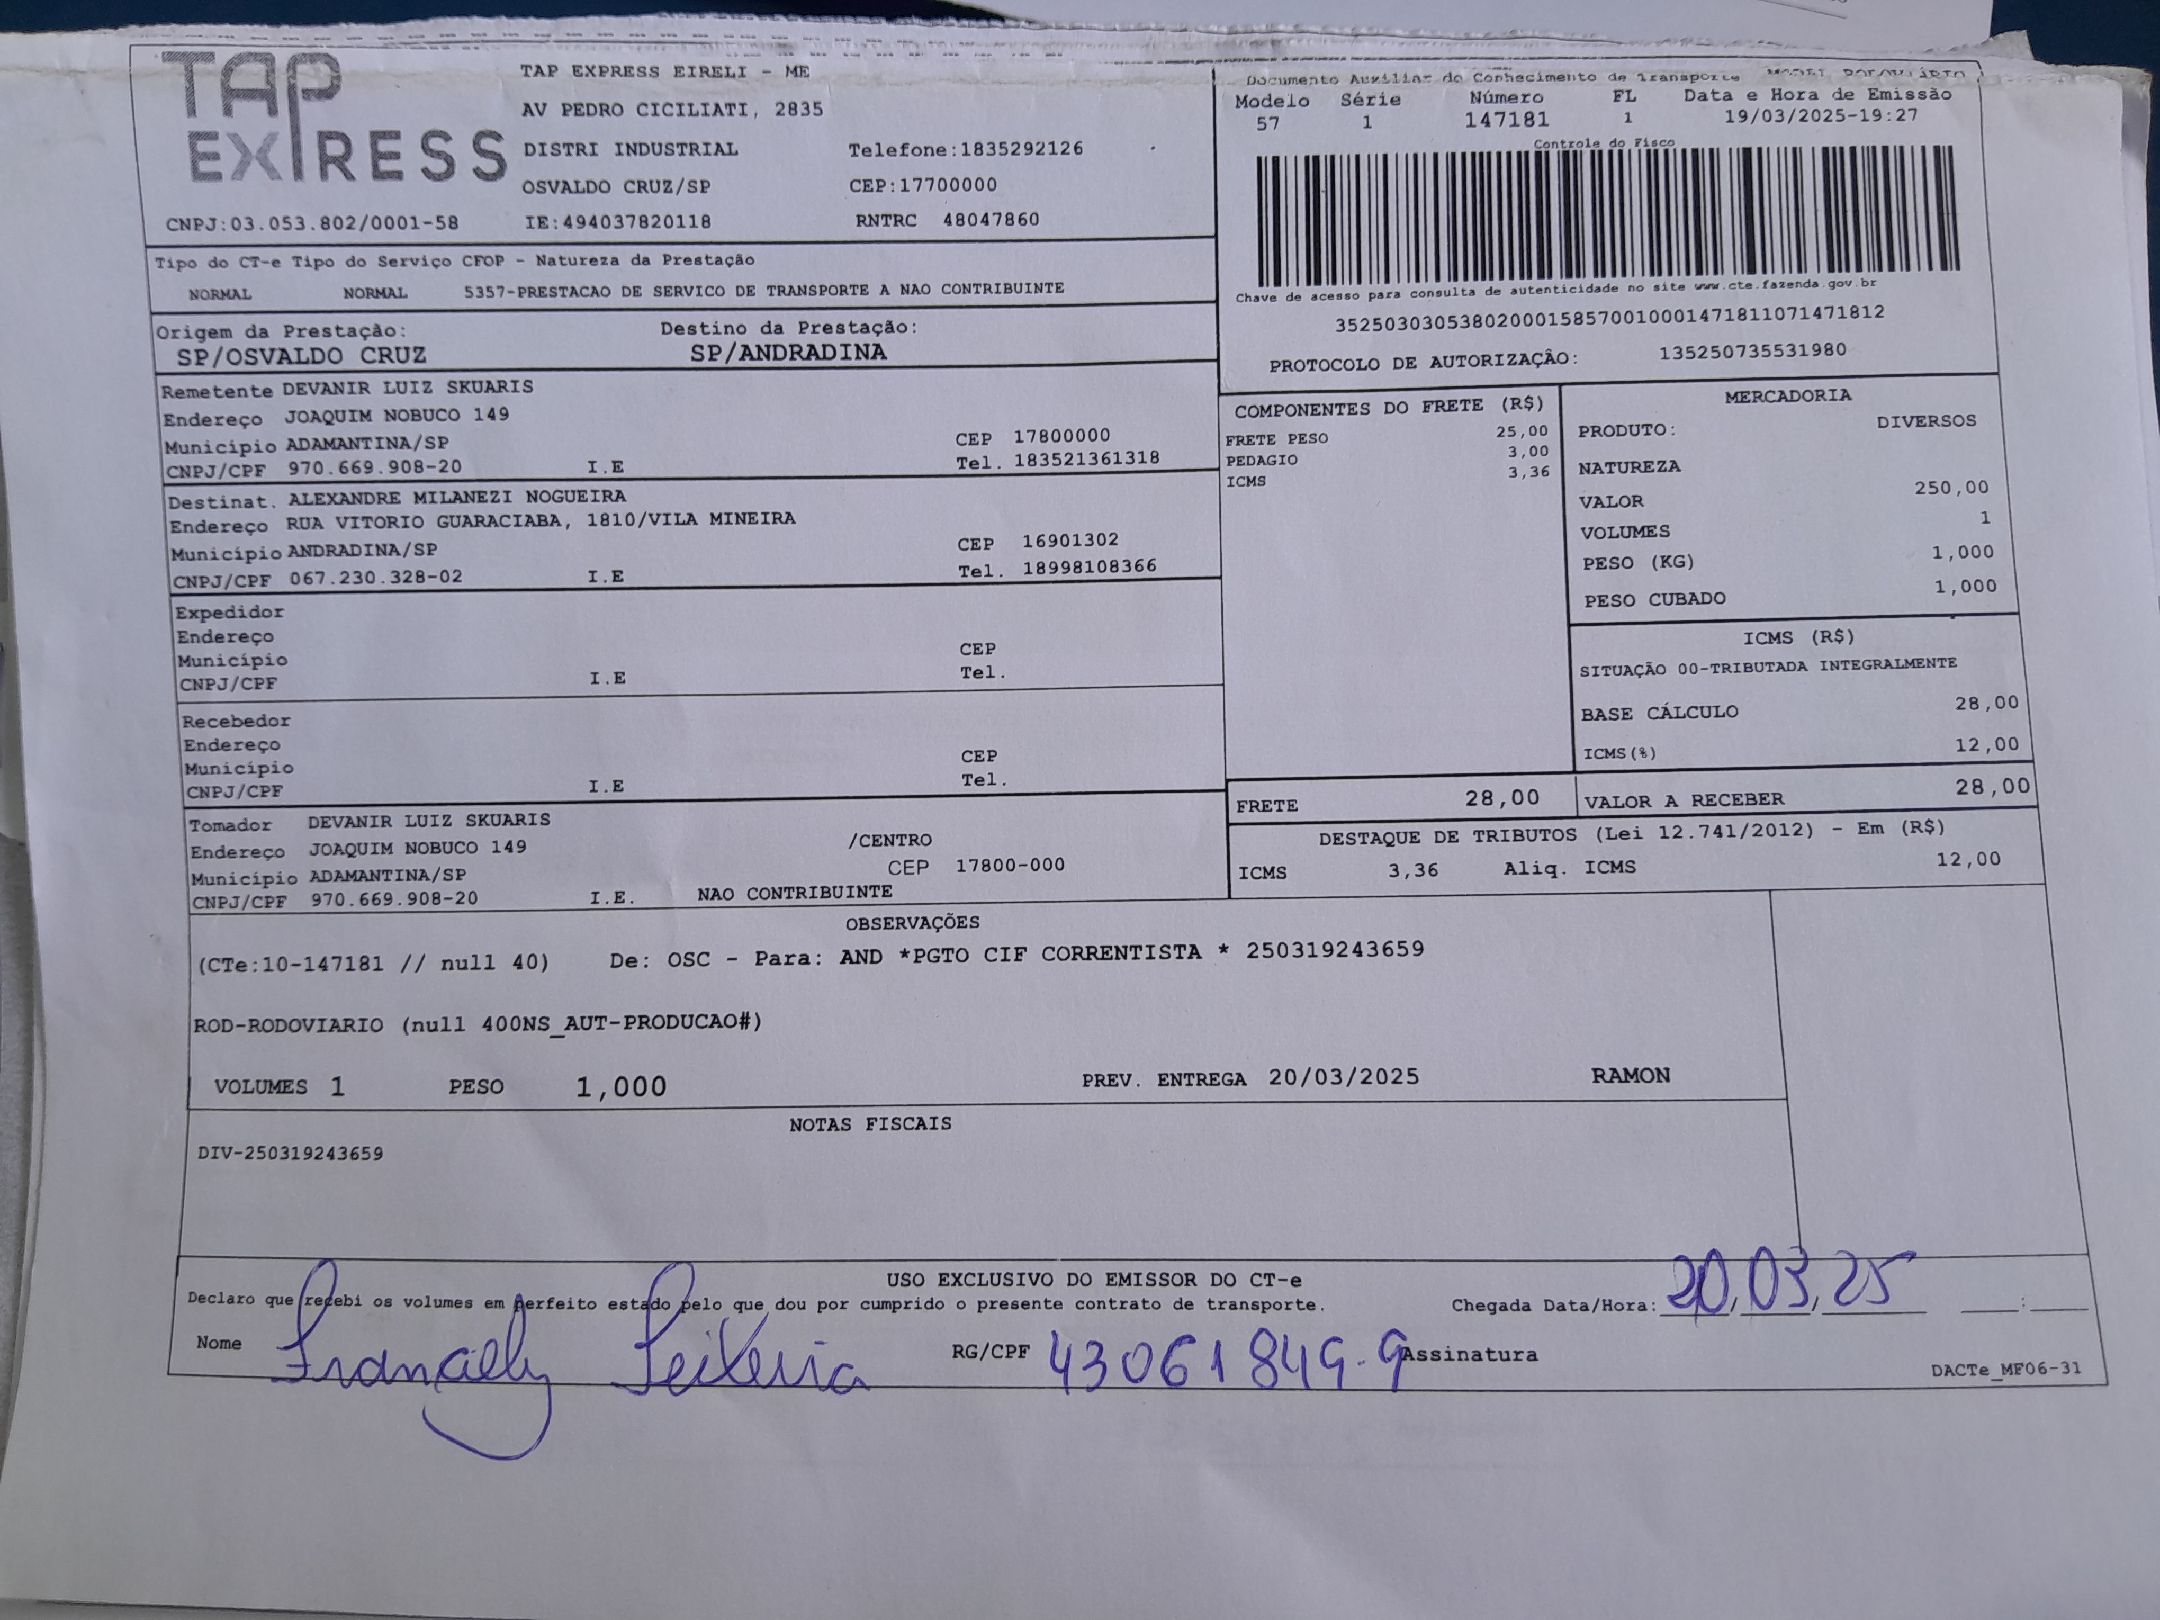 TAP EXPRESS
TAP EXPRESS EIRELI - ME
AV PEDRO CICILIATI, 2835
DISTRI INDUSTRIAL Telefone:1835292126
OSVALDO CRUZ/SP CEP:17700000
CNPJ:03.053.802/0001-58 IE:494037820118 RNTRC 48047860
Documento Auxiliar do Conhecimento de Transporte
Modelo Série Número FL Data e Hora de Emissão
57 1 147181 1 19/03/2025-19:27
Controle do Fisco
Chave de acesso para consulta de autenticidade no site www.cte.fazenda.gov.br
35250303053802000158570010001471811071471812
PROTOCOLO DE AUTORIZAÇÃO: 135250735531980
Tipo do CT-e Tipo do Serviço CFOP - Natureza da Prestação
NORMAL NORMAL 5357-PRESTACAO DE SERVICO DE TRANSPORTE A NAO CONTRIBUINTE
Origem da Prestação: Destino da Prestação:
SP/OSVALDO CRUZ SP/ANDRADINA
Remetente DEVANIR LUIZ SKUARIS
Endereço JOAQUIM NOBUCO 149
Município ADAMANTINA/SP CEP 17800000
CNPJ/CPF 970.669.908-20 I.E Tel. 183521361318
Destinat. ALEXANDRE MILANEZI NOGUEIRA
Endereço RUA VITORIO GUARACIABA, 1810/VILA MINEIRA
Município ANDRADINA/SP CEP 16901302
CNPJ/CPF 067.230.328-02 I.E Tel. 18998108366
Expedidor
Endereço
Município CEP
CNPJ/CPF I.E Tel.
Recebedor
Endereço
Município CEP
CNPJ/CPF I.E Tel.
Tomador DEVANIR LUIZ SKUARIS
Endereço JOAQUIM NOBUCO 149 /CENTRO
Município ADAMANTINA/SP CEP 17800-000
CNPJ/CPF 970.669.908-20 I.E. NAO CONTRIBUINTE
COMPONENTES DO FRETE (R$)
FRETE PESO 25,00
PEDAGIO 3,00
ICMS 3,36
MERCADORIA
PRODUTO: DIVERSOS
NATUREZA
VALOR 250,00
VOLUMES 1
PESO (KG) 1,000
PESO CUBADO 1,000
ICMS (R$)
SITUAÇÃO 00-TRIBUTADA INTEGRALMENTE
BASE CÁLCULO 28,00
ICMS(%) 12,00
FRETE 28,00 VALOR A RECEBER 28,00
DESTAQUE DE TRIBUTOS (Lei 12.741/2012) - Em (R$)
ICMS 3,36 Aliq. ICMS 12,00
OBSERVAÇÕES
(CTe:10-147181 // null 40) De: OSC - Para: AND *PGTO CIF CORRENTISTA * 250319243659
ROD-RODOVIARIO (null 400NS_AUT-PRODUCAO#)
VOLUMES 1 PESO 1,000 PREV. ENTREGA 20/03/2025 RAMON
NOTAS FISCAIS
DIV-250319243659
USO EXCLUSIVO DO EMISSOR DO CT-e
Declaro que recebi os volumes em perfeito estado pelo que dou por cumprido o presente contrato de transporte. Chegada Data/Hora: 20/03/25 __:__
Nome RG/CPF 43061849-9 Assinatura
DACTe_MF06-31